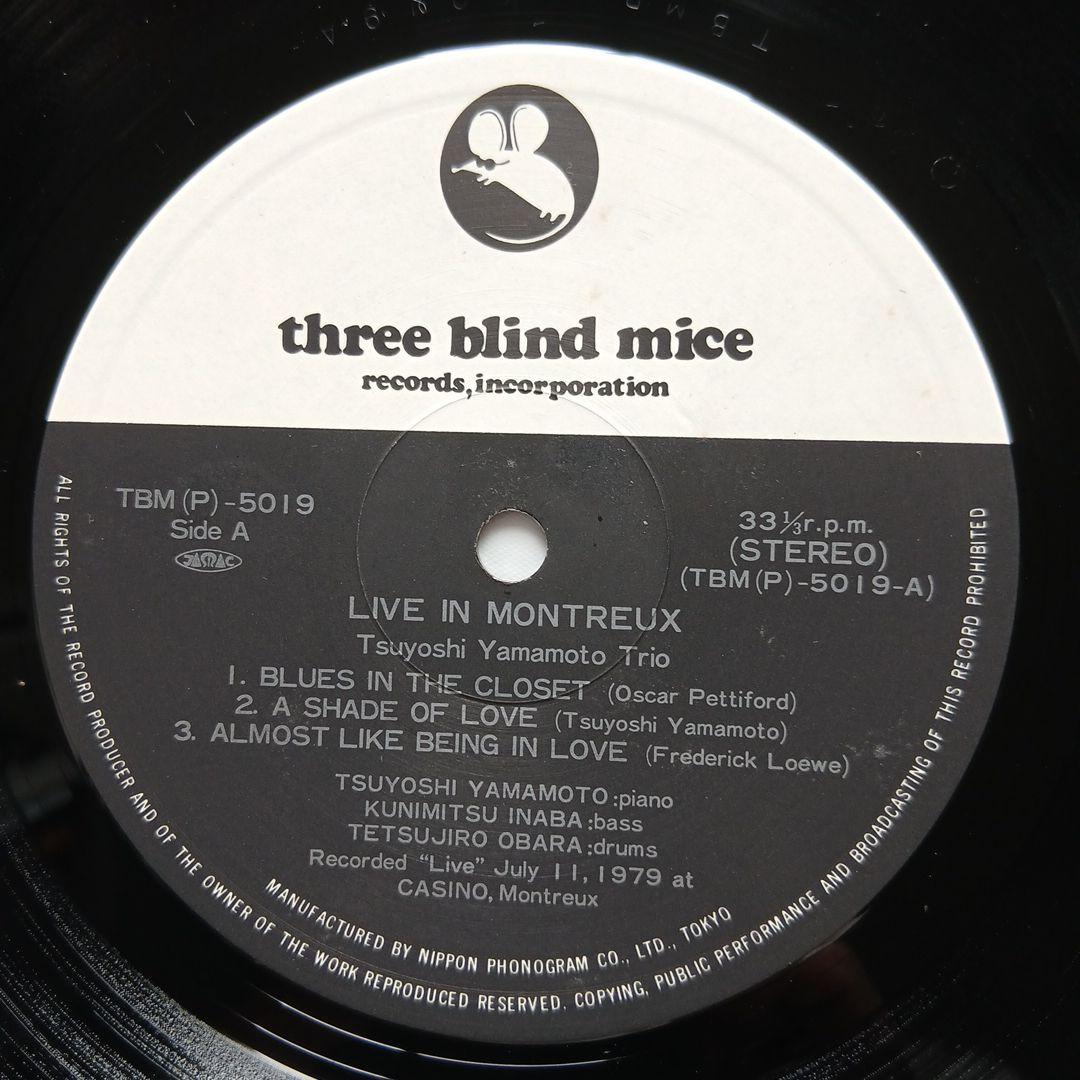 three blind mice
records, incorporation
TBM (P) -5019
Side A
JASRAC
33 1/3 r.p.m.
(STEREO)
(TBM (P) -5019-A)
LIVE IN MONTREUX
Tsuyoshi Yamamoto Trio
1. BLUES IN THE CLOSET (Oscar Pettiford)
2. A SHADE OF LOVE (Tsuyoshi Yamamoto)
3. ALMOST LIKE BEING IN LOVE (Frederick Loewe)
TSUYOSHI YAMAMOTO:piano
KUNIMITSU INABA:bass
TETSUJIRO OBARA:drums
Recorded "Live" July 11, 1979 at
CASINO, Montreux
MANUFACTURED BY NIPPON PHONOGRAM CO., LTD., TOKYO
ALL RIGHTS OF THE RECORD PRODUCER AND OF THE OWNER OF THE WORK REPRODUCED RESERVED. COPYING, PUBLIC PERFORMANCE AND BROADCASTING OF THIS RECORD PROHIBITED